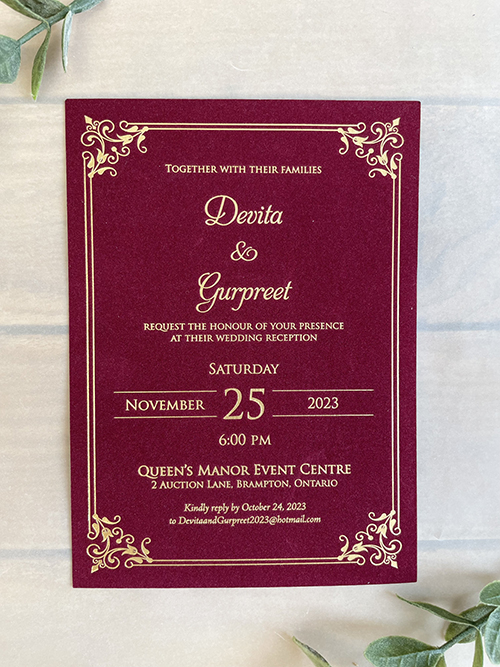 Together with their families
Devita
&
Gurpreet
request the honour of your presence
at their wedding reception
Saturday
November 25 2023
6:00 PM
Queen's Manor Event Centre
2 Auction Lane, Brampton, Ontario
Kindly reply by October 24, 2023
to DevitaandGurpreet2023@hotmail.com